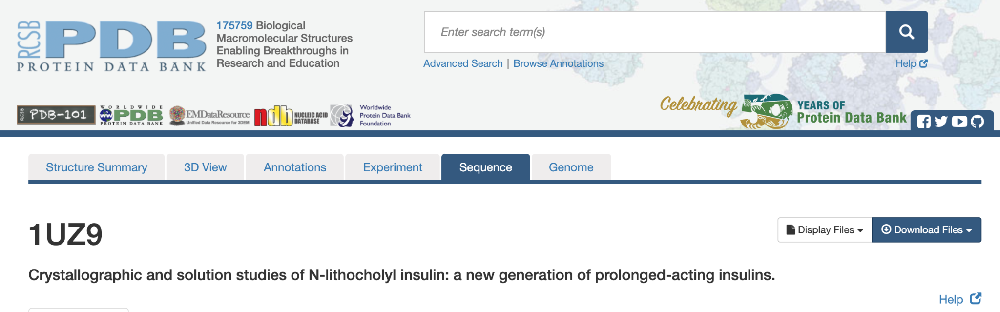 RCSB
PDB
PROTEIN DATA BANK
175759 Biological
Macromolecular Structures
Enabling Breakthroughs in
Research and Education
Enter search term(s)
Advanced Search | Browse Annotations
Help
RCSB PDB-101
WORLDWIDE
PDB
PROTEIN DATA BANK
EMDataResource
Unified Data Resource for 3DEM
ndb NUCLEIC ACID
DATABASE
Worldwide
Protein Data Bank
Foundation
Celebrating 50 YEARS OF
Protein Data Bank
Structure Summary
3D View
Annotations
Experiment
Sequence
Genome
1UZ9
Display Files
Download Files
Crystallographic and solution studies of N-lithocholyl insulin: a new generation of prolonged-acting insulins.
Help